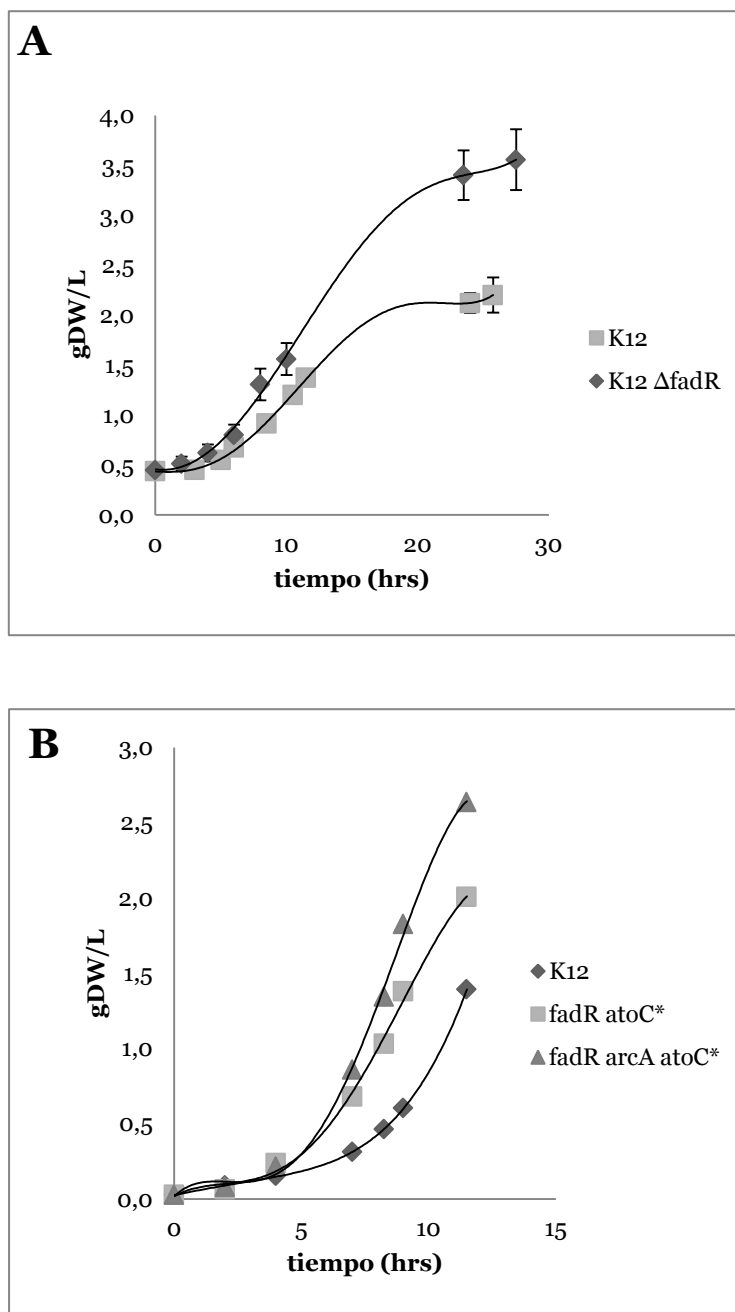 A
4,0
3,5
3,0
2,5
2,0
1,5
1,0
0,5
0,0
gDW/L
0
10
20
30
tiempo (hrs)
K12
K12 ΔfadR
B
3,0
2,5
2,0
1,5
1,0
0,5
0,0
gDW/L
0
5
10
15
tiempo (hrs)
K12
fadR atoC*
fadR arcA atoC*